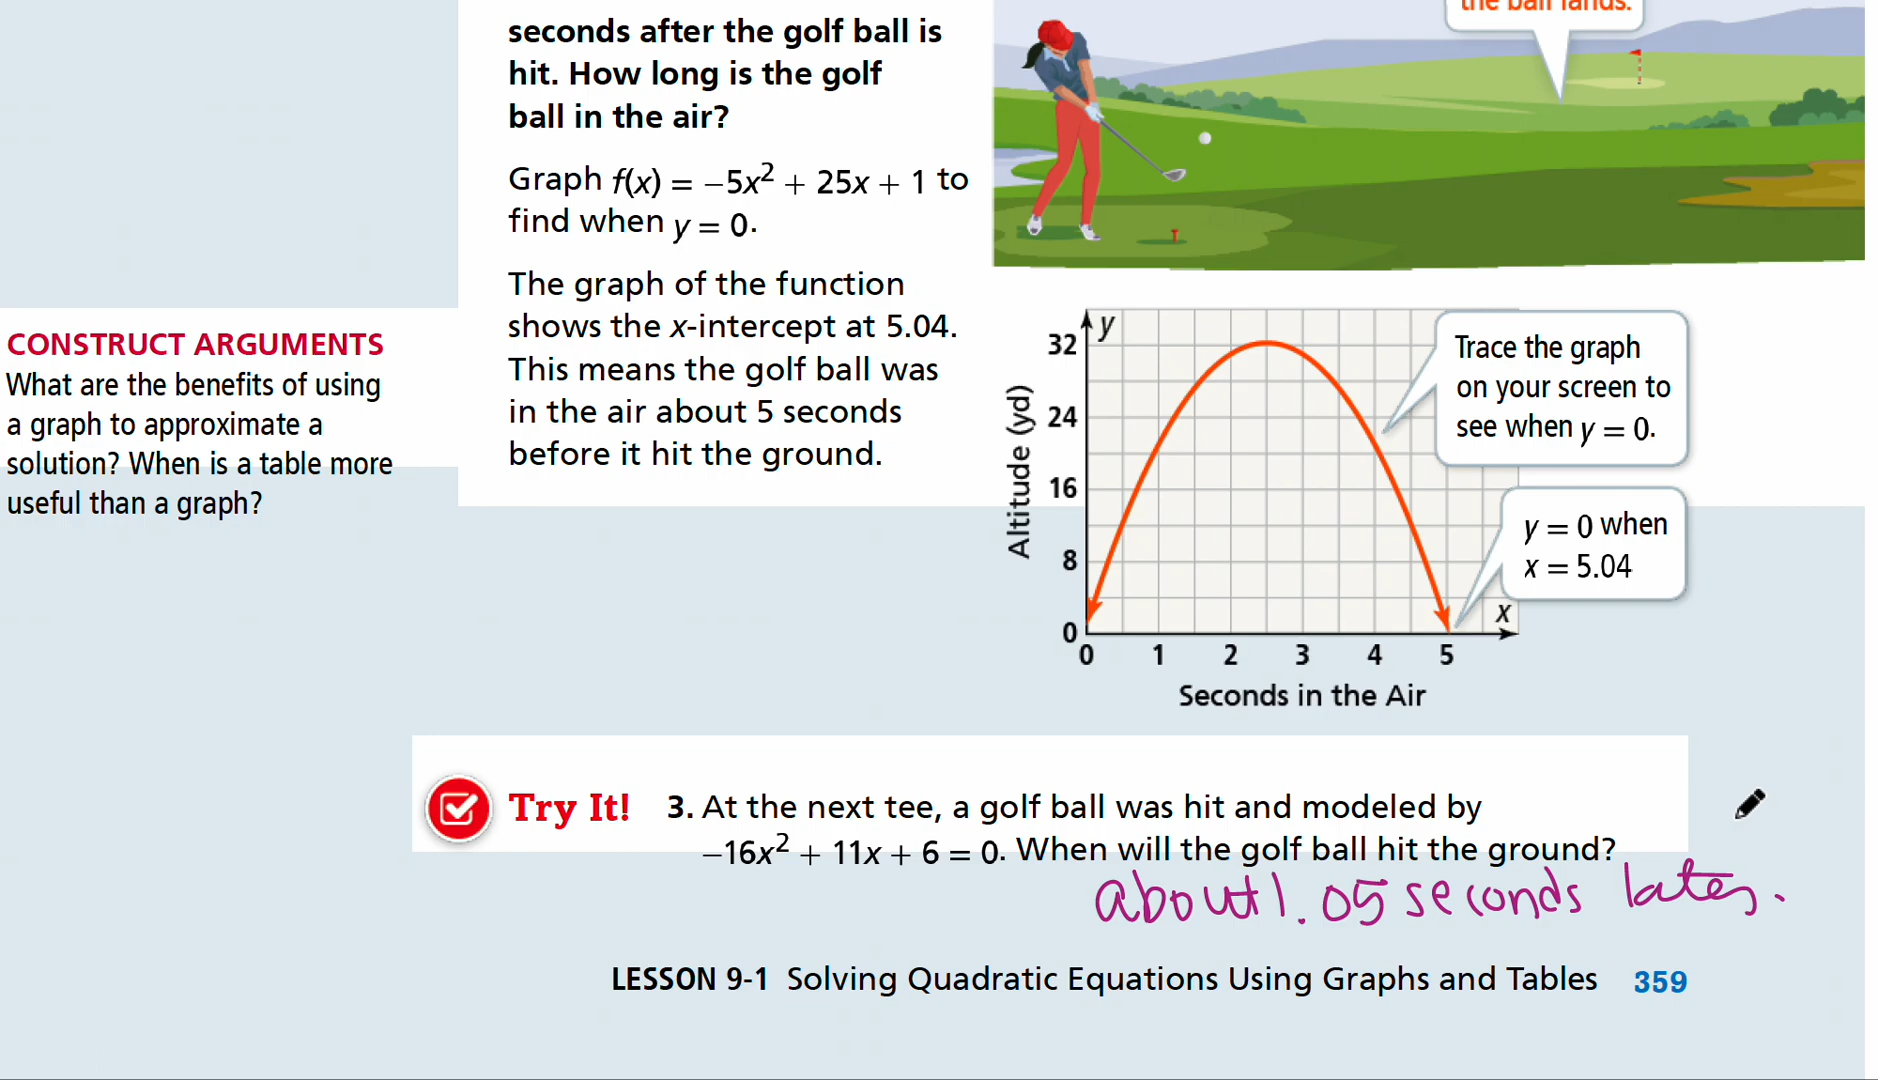 the ball lands.
seconds after the golf ball is
hit. How long is the golf
ball in the air?
Graph f(x) = −5x² + 25x + 1 to
find when y = 0.
The graph of the function
shows the x-intercept at 5.04.
This means the golf ball was
in the air about 5 seconds
before it hit the ground.
CONSTRUCT ARGUMENTS
What are the benefits of using
a graph to approximate a
solution? When is a table more
useful than a graph?
y
32
24
16
8
0
Altitude (yd)
0 1 2 3 4 5
x
Seconds in the Air
Trace the graph
on your screen to
see when y = 0.
y = 0 when
x = 5.04
Try It! 3. At the next tee, a golf ball was hit and modeled by
−16x² + 11x + 6 = 0. When will the golf ball hit the ground?
about 1.05 seconds later.
LESSON 9-1 Solving Quadratic Equations Using Graphs and Tables 359